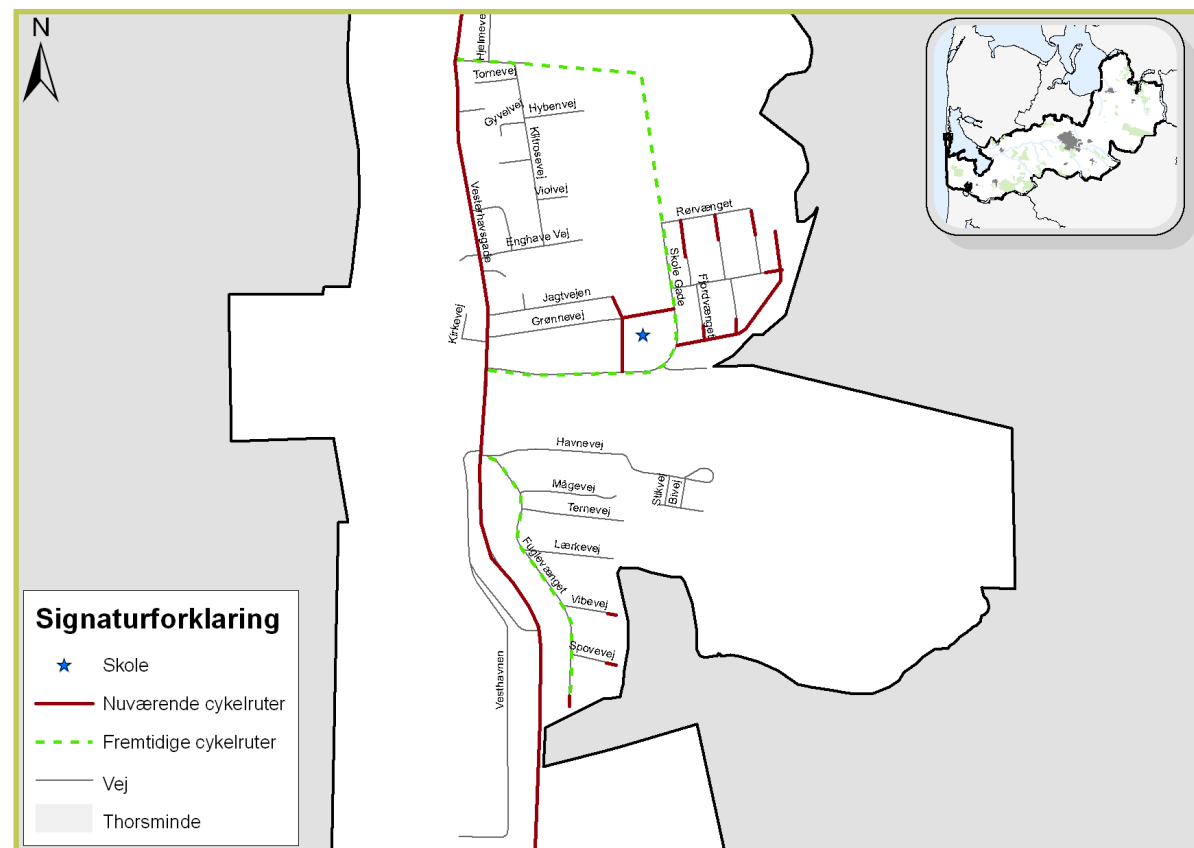 N
Hjelmevej
Tornevej
Gyvelvej
Hybenvej
Klitrosevej
Violvej
Vesterhavsgade
Enghave Vej
Rørvænget
Skole Gade
Fjordvænget
Jagtvejen
Grønnevej
Kirkevej
Havnevej
Mågevej
Stikvej
Bivej
Ternevej
Lærkevej
Fuglevænget
Vibevej
Spovevej
Vesthavnen
Signaturforklaring
Skole
Nuværende cykelruter
Fremtidige cykelruter
Vej
Thorsminde